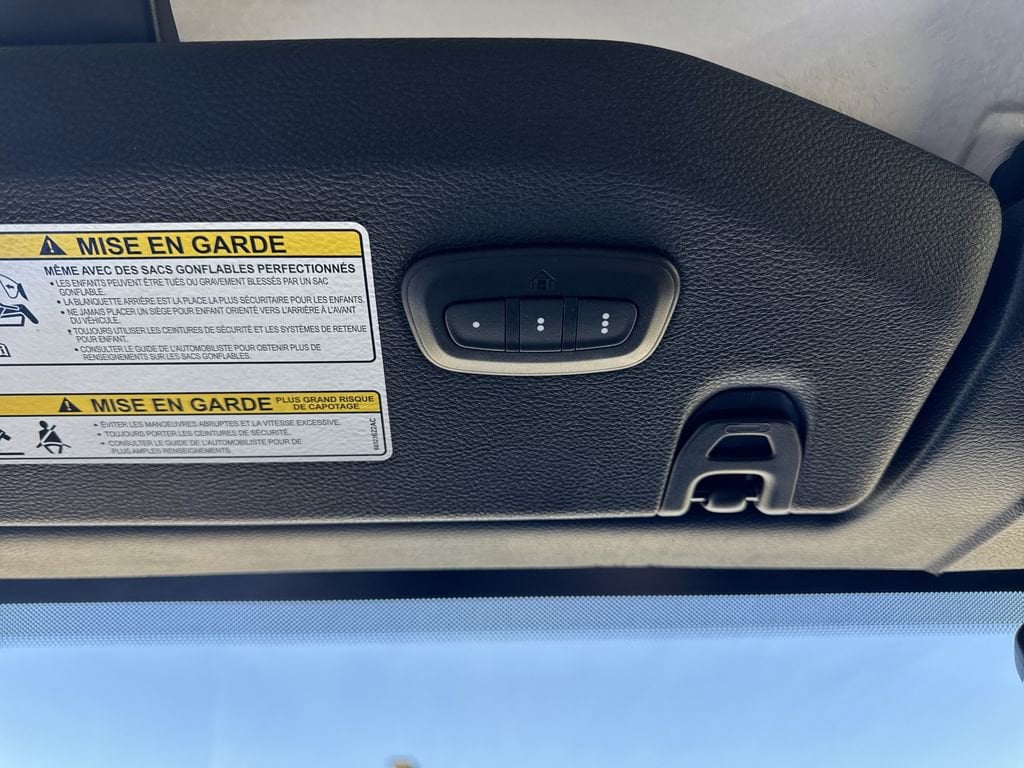 MISE EN GARDE
MÊME AVEC DES SACS GONFLABLES PERFECTIONNÉS
• LES ENFANTS PEUVENT ÊTRE TUÉS OU GRAVEMENT BLESSÉS PAR UN SAC
GONFLABLE.
• LA BLANQUETTE ARRIÈRE EST LA PLACE LA PLUS SÉCURITAIRE POUR LES ENFANTS.
• NE JAMAIS PLACER UN SIÈGE POUR ENFANT ORIENTÉ VERS L'ARRIÈRE À L'AVANT
DU VÉHICULE.
• TOUJOURS UTILISER LES CEINTURES DE SÉCURITÉ ET LES SYSTÈMES DE RETENUE
POUR ENFANT.
• CONSULTER LE GUIDE DE L'AUTOMOBILISTE POUR OBTENIR PLUS DE
RENSEIGNEMENTS SUR LES SACS GONFLABLES.
MISE EN GARDE PLUS GRAND RISQUE
DE CAPOTAGE
• ÉVITER LES MANOEUVRES ABRUPTES ET LA VITESSE EXCESSIVE.
• TOUJOURS PORTER LES CEINTURES DE SÉCURITÉ.
• CONSULTER LE GUIDE DE L'AUTOMOBILISTE POUR DE
PLUS AMPLES RENSEIGNEMENTS.